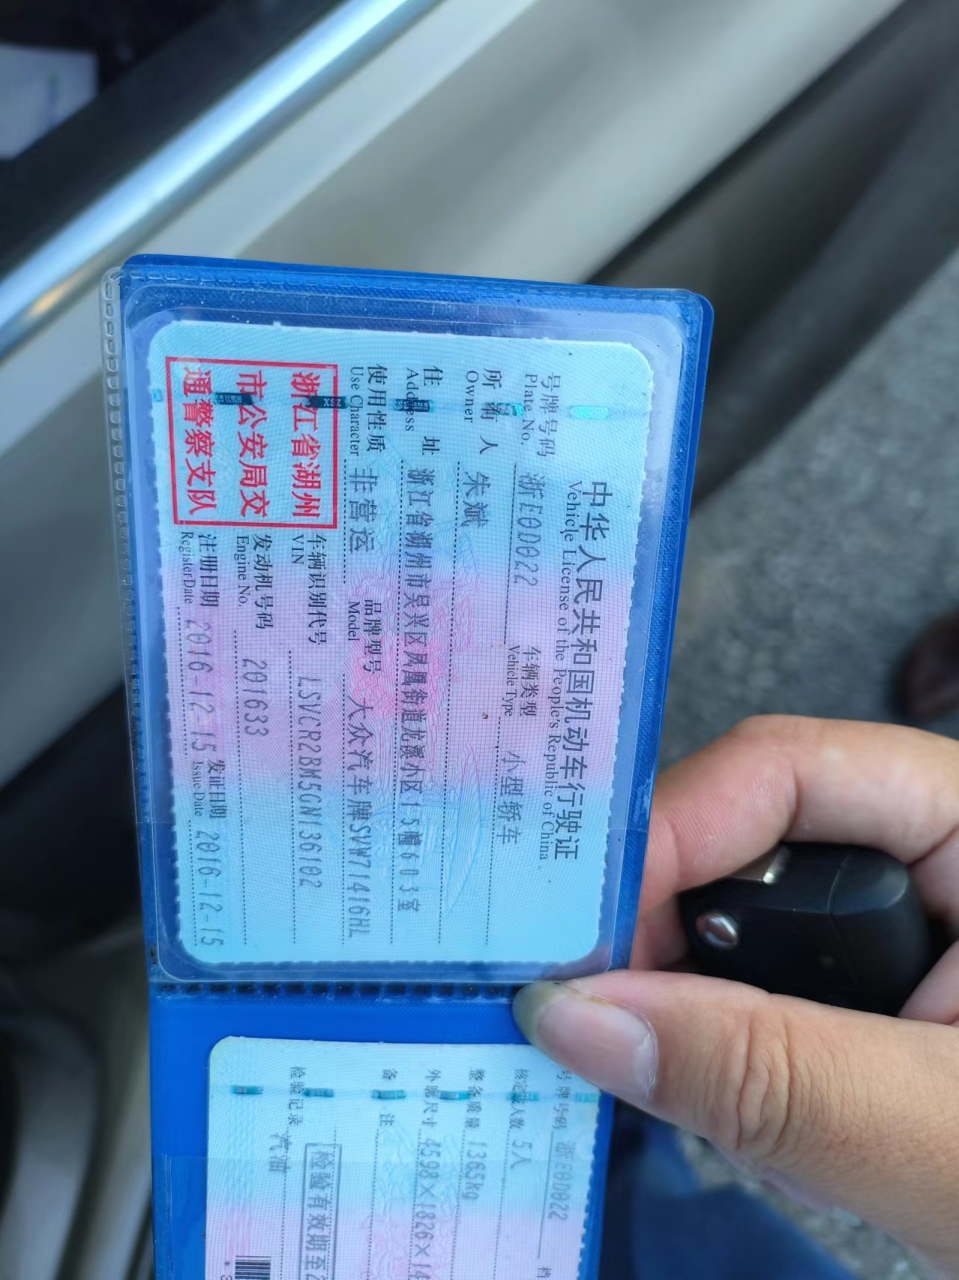 中华人民共和国机动车行驶证
Vehicle License of the People's Republic of China
号牌号码 浙E0D022 车辆类型 小型轿车
Plate No. Vehicle Type
所有人 朱斌
Owner
住址 浙江省湖州市吴兴区凤凰街道龙溪小区15幢603室
Address
使用性质 非营运 品牌型号 大众汽车牌SVW71416HL
Use Character Model
浙江省湖州
市公安局交
通警察支队
车辆识别代号 LSVCR2BM5GN136102
VIN
发动机号码 201633
Engine No.
注册日期 2016-12-15 发证日期 2016-12-15
Register Date Issue Date
号牌号码 浙E0D022 档
核定载人数 5人
整备质量 1365kg
外廓尺寸 4598×1826×14
备注
检验有效期至2
检验记录 汽油